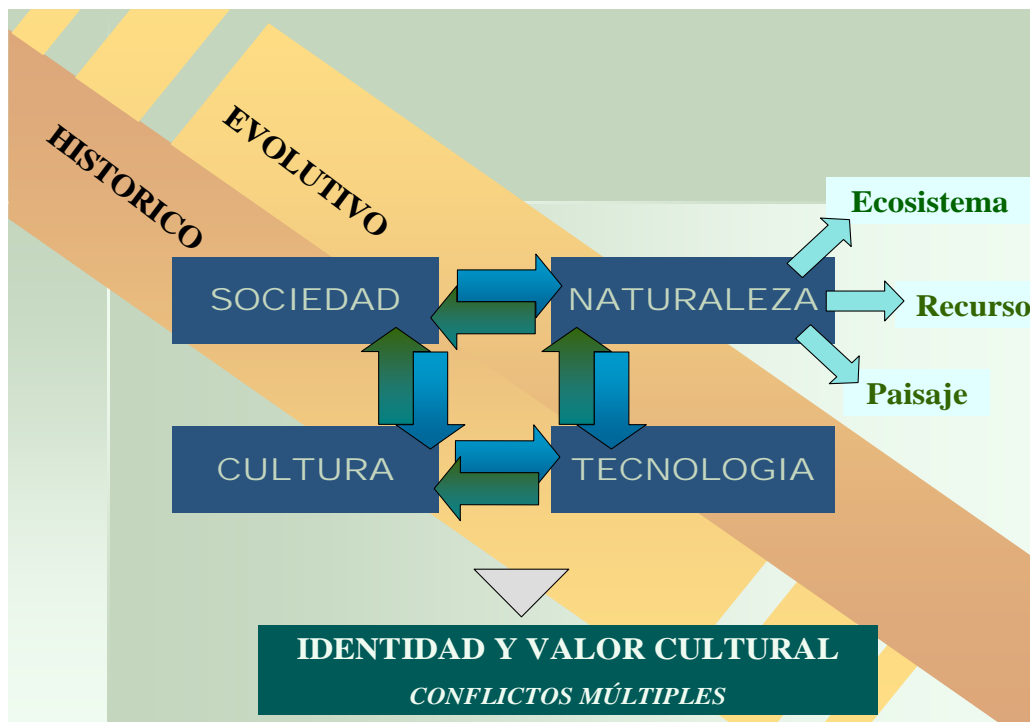 HISTORICO
EVOLUTIVO
Ecosistema
SOCIEDAD
NATURALEZA
Recurso
Paisaje
CULTURA
TECNOLOGIA
IDENTIDAD Y VALOR CULTURAL
CONFLICTOS MÚLTIPLES